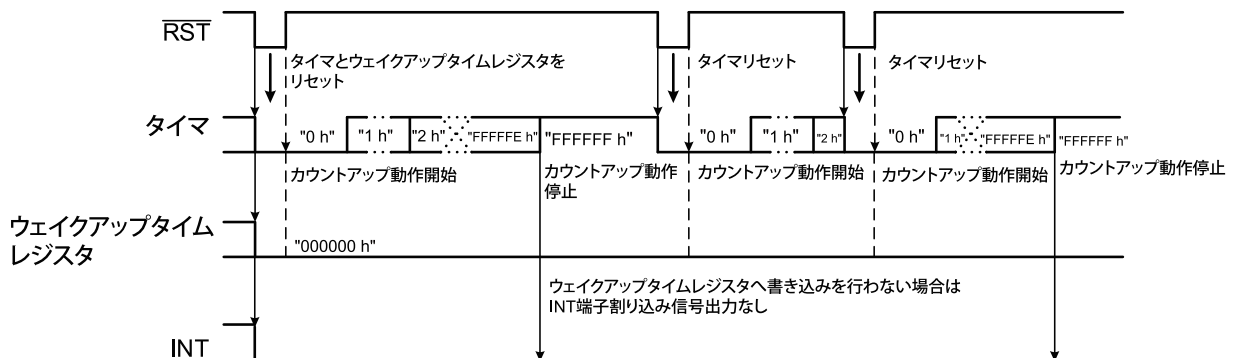 RST
タイマとウェイクアップタイムレジスタを
リセット
タイマリセット
タイマリセット
タイマ
"0 h"
"1 h"
"2 h"
-
"FFFFFE h"
"FFFFFF h"
"0 h"
"1 h"
"2 h"
"0 h"
"1 h"
-
"FFFFFE h"
"FFFFFF h"
カウントアップ動作開始
カウントアップ動作
停止
カウントアップ動作開始
カウントアップ動作開始
カウントアップ動作停止
ウェイクアップタイム
レジスタ
"000000 h"
ウェイクアップタイムレジスタへ書き込みを行わない場合は
INT端子割り込み信号出力なし
INT